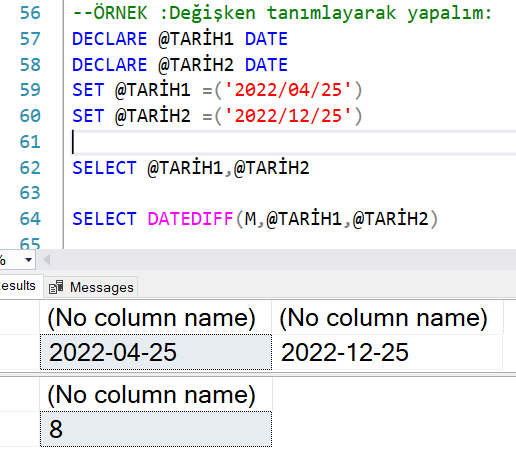 56 --ÖRNEK :Değişken tanımlayarak yapalım:
57 DECLARE @TARİH1 DATE
58 DECLARE @TARİH2 DATE
59 SET @TARİH1 =('2022/04/25')
60 SET @TARİH2 =('2022/12/25')
61
62 SELECT @TARİH1,@TARİH2
63
64 SELECT DATEDIFF(M,@TARİH1,@TARİH2)
65
%
esults Messages
(No column name) (No column name)
2022-04-25 2022-12-25
(No column name)
8